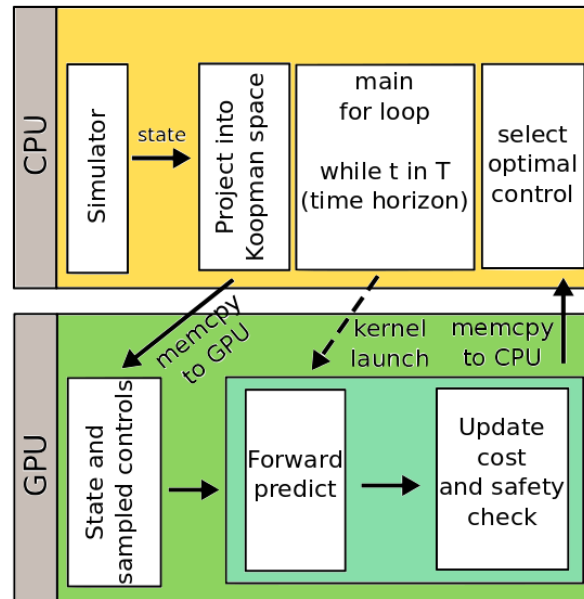 CPU
Simulator
state
Project into
Koopman space
main
for loop
while t in T
(time horizon)
select
optimal
control
memcpy
to GPU
kernel
launch
memcpy
to CPU
GPU
State and
sampled controls
Forward
predict
Update
cost
and safety
check